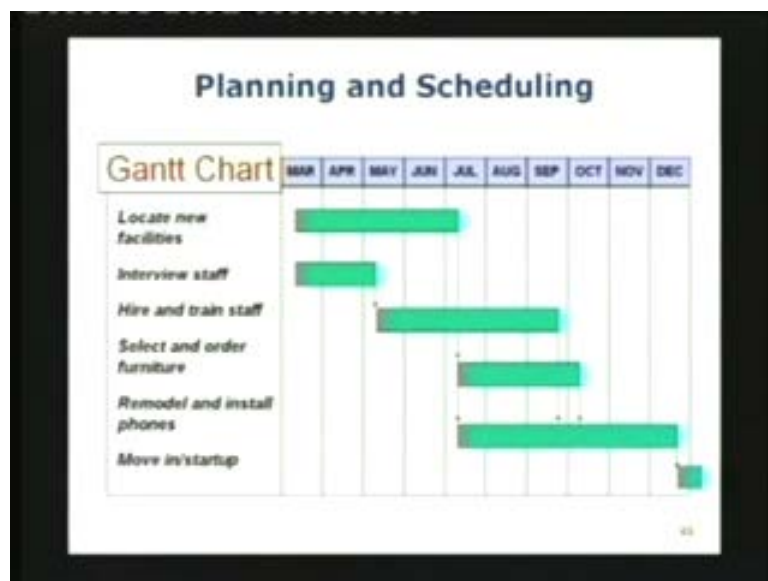 Planning and Scheduling
Gantt Chart MAR APR MAY JUN JUL AUG SEP OCT NOV DEC
Locate new
facilities
Interview staff
Hire and train staff
Select and order
furniture
Remodel and install
phones
Move in/startup